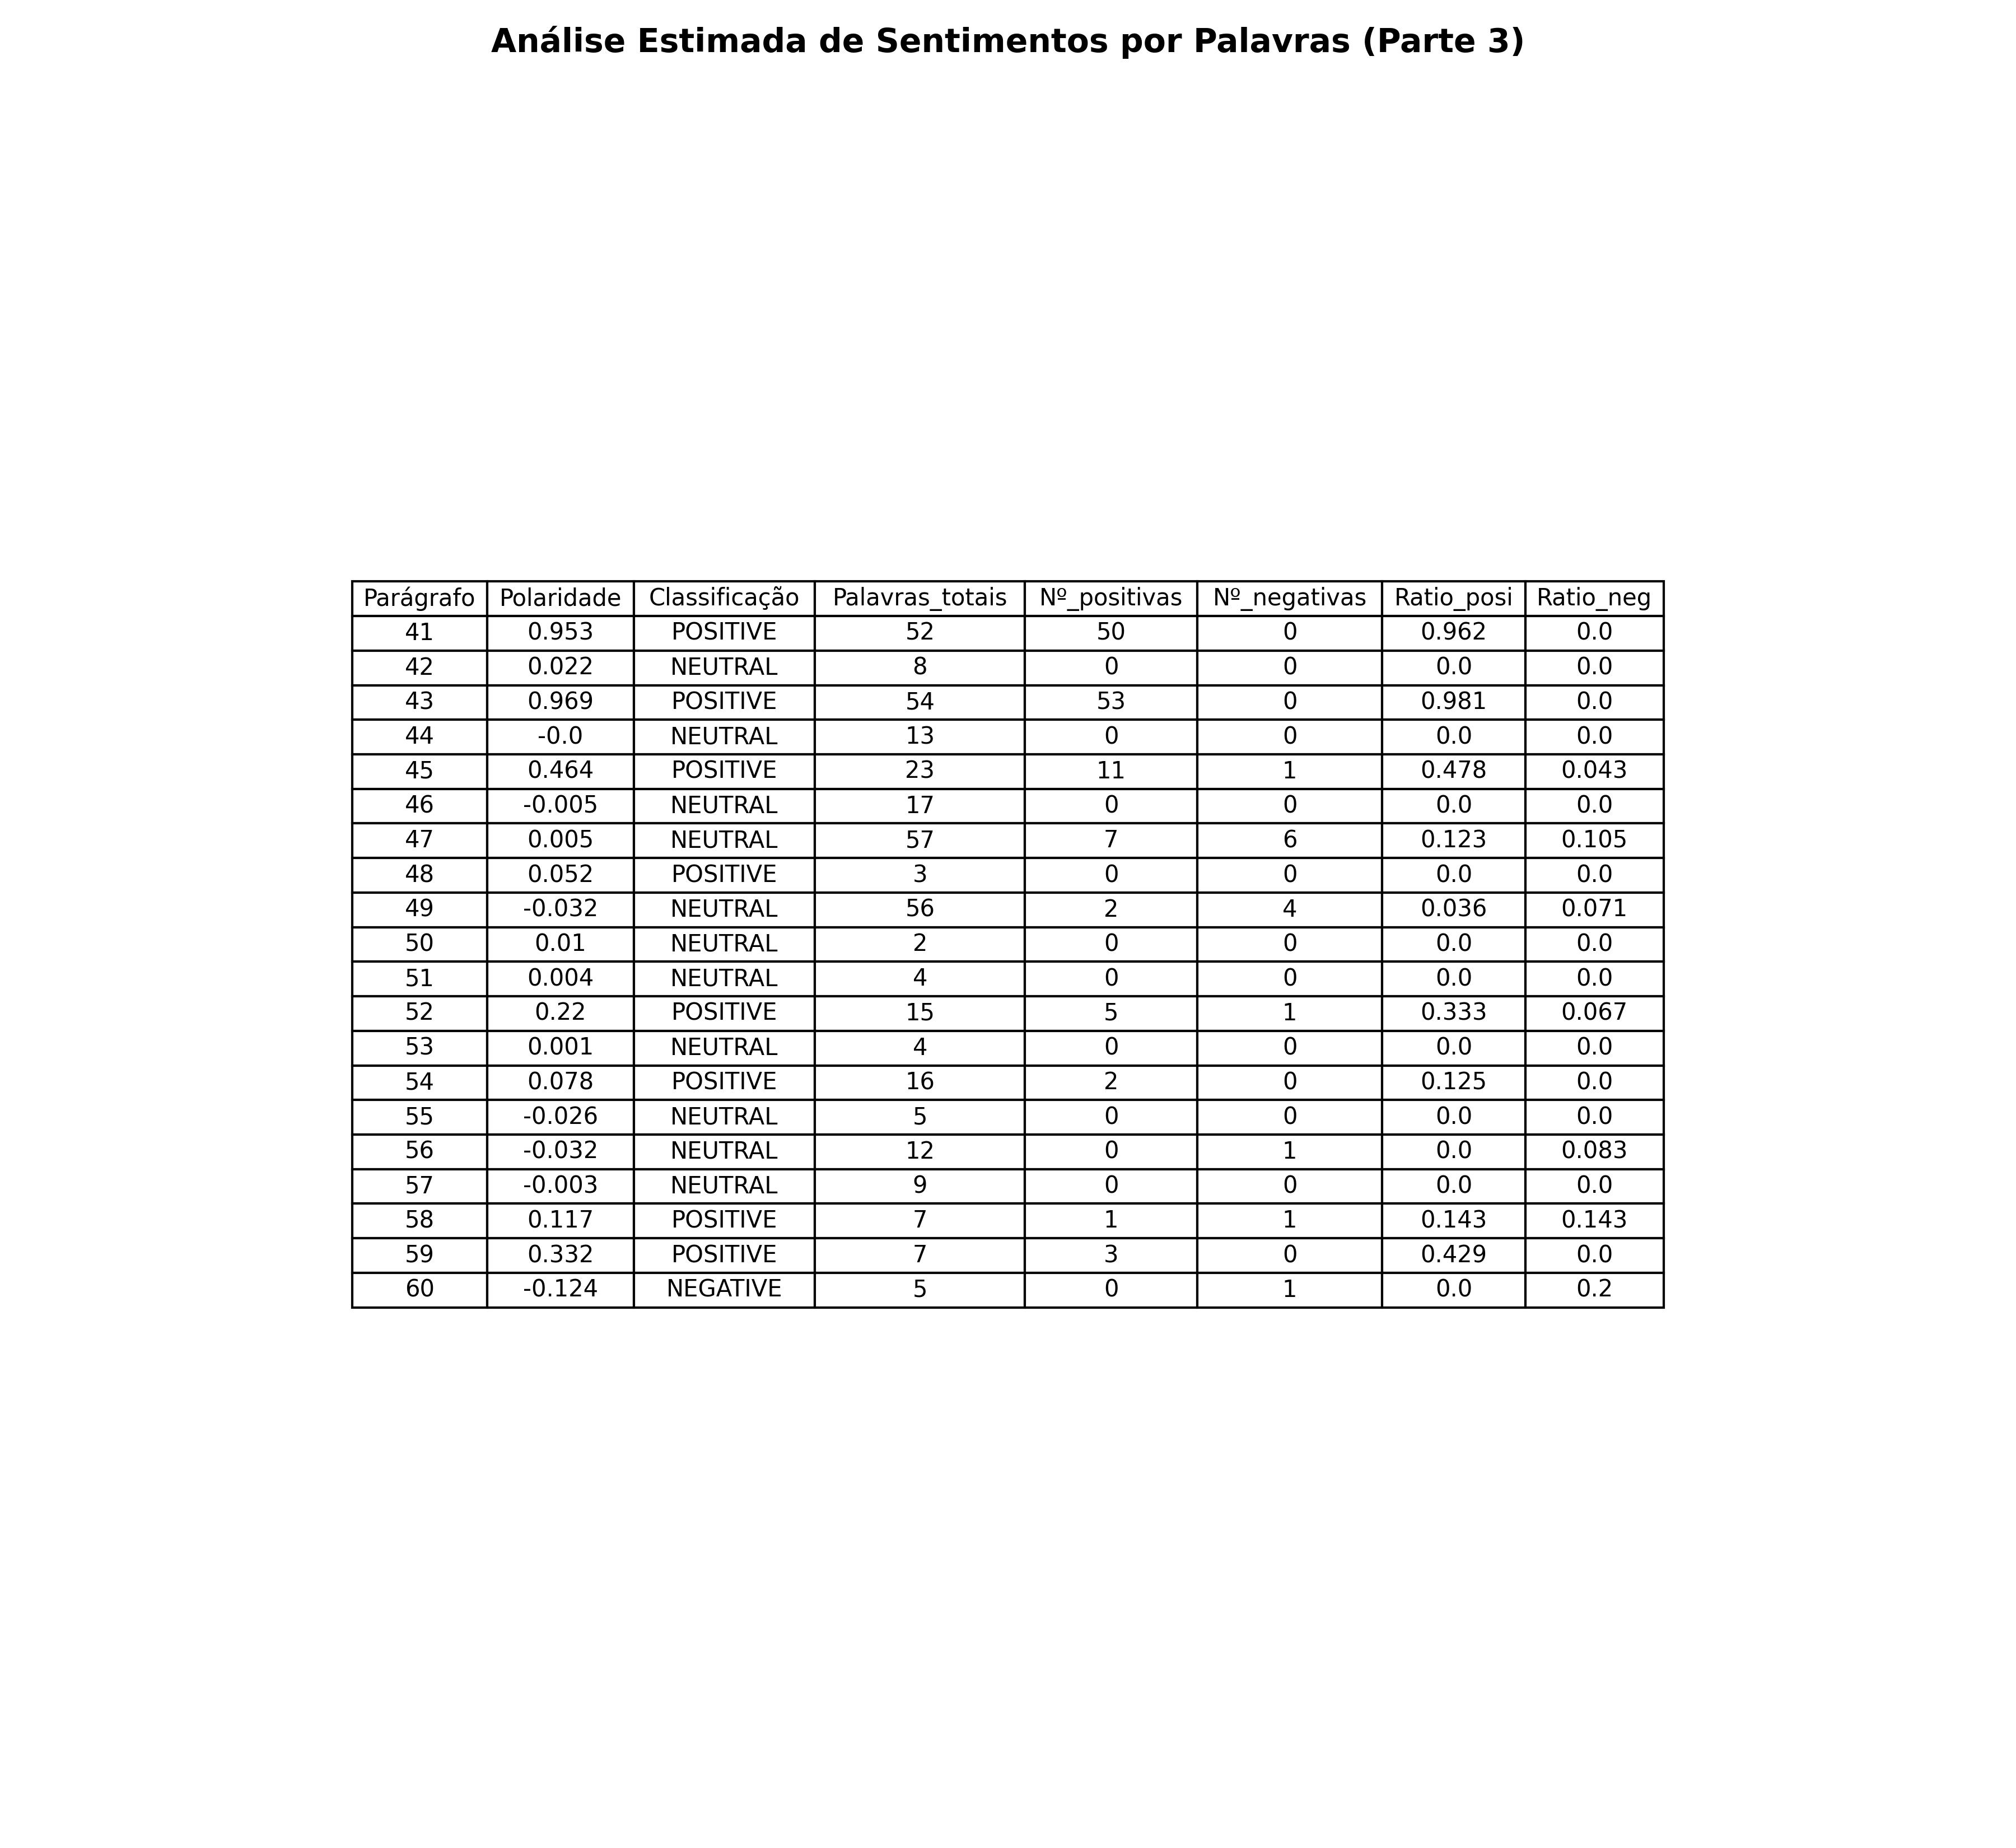 Análise Estimada de Sentimentos por Palavras (Parte 3)
Parágrafo Polaridade Classificação Palavras_totais Nº_positivas Nº_negativas Ratio_posi Ratio_neg
41 0.953 POSITIVE 52 50 0 0.962 0.0
42 0.022 NEUTRAL 8 0 0 0.0 0.0
43 0.969 POSITIVE 54 53 0 0.981 0.0
44 -0.0 NEUTRAL 13 0 0 0.0 0.0
45 0.464 POSITIVE 23 11 1 0.478 0.043
46 -0.005 NEUTRAL 17 0 0 0.0 0.0
47 0.005 NEUTRAL 57 7 6 0.123 0.105
48 0.052 POSITIVE 3 0 0 0.0 0.0
49 -0.032 NEUTRAL 56 2 4 0.036 0.071
50 0.01 NEUTRAL 2 0 0 0.0 0.0
51 0.004 NEUTRAL 4 0 0 0.0 0.0
52 0.22 POSITIVE 15 5 1 0.333 0.067
53 0.001 NEUTRAL 4 0 0 0.0 0.0
54 0.078 POSITIVE 16 2 0 0.125 0.0
55 -0.026 NEUTRAL 5 0 0 0.0 0.0
56 -0.032 NEUTRAL 12 0 1 0.0 0.083
57 -0.003 NEUTRAL 9 0 0 0.0 0.0
58 0.117 POSITIVE 7 1 1 0.143 0.143
59 0.332 POSITIVE 7 3 0 0.429 0.0
60 -0.124 NEGATIVE 5 0 1 0.0 0.2